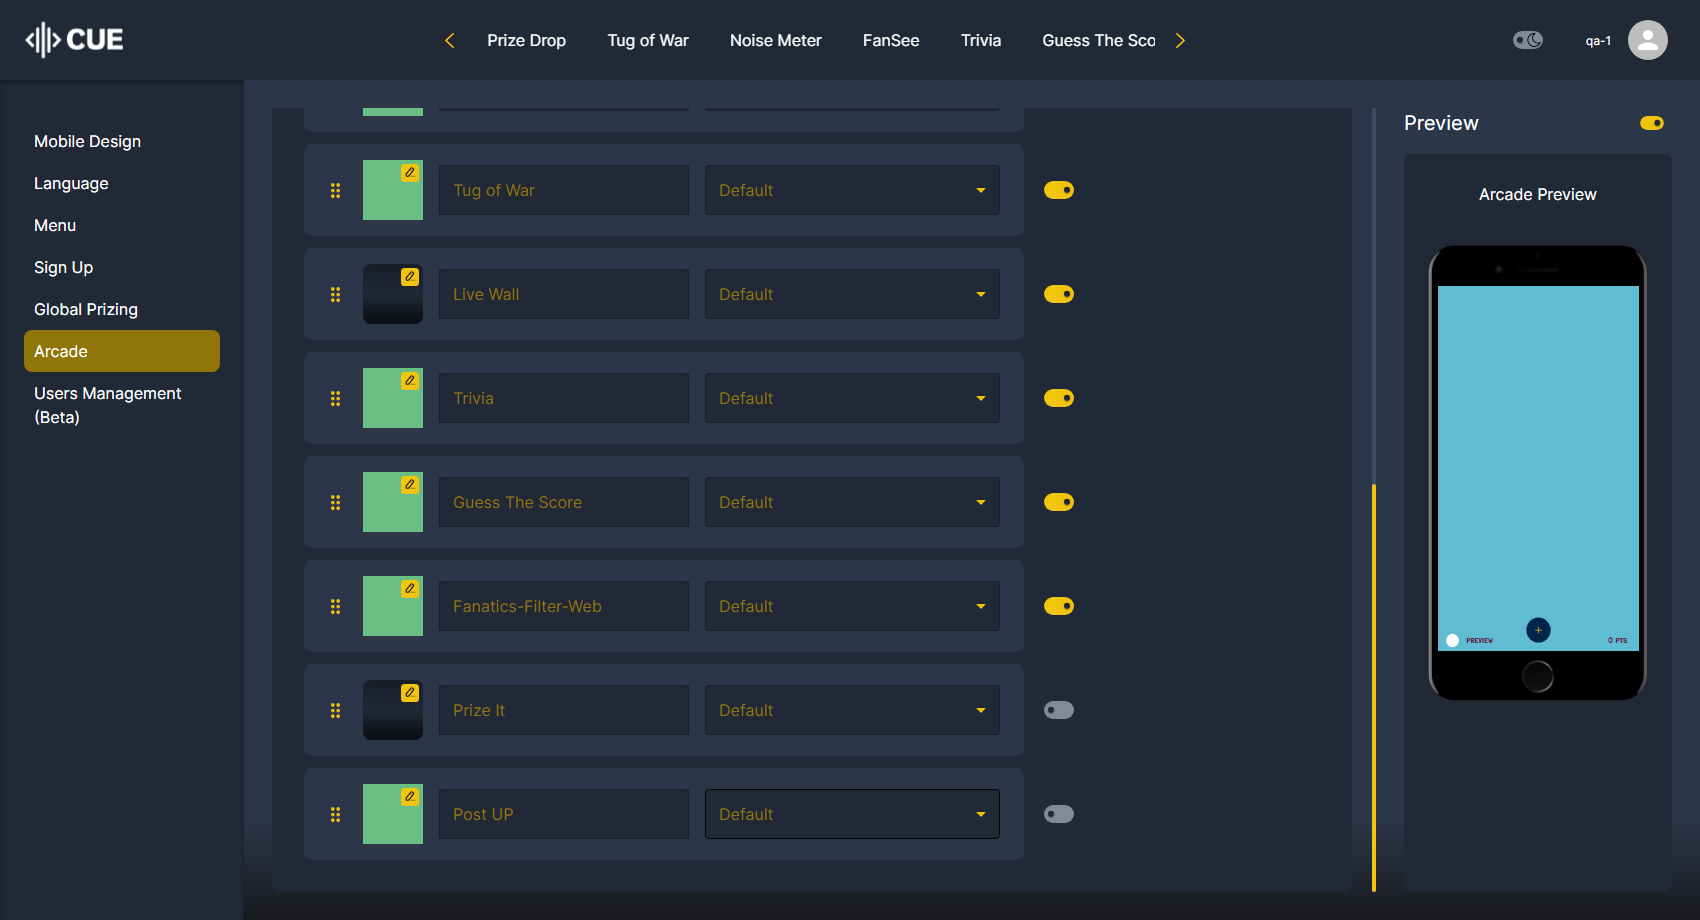 CUE
Prize Drop
Tug of War
Noise Meter
FanSee
Trivia
Guess The Sco
qa-1
Mobile Design
Language
Menu
Sign Up
Global Prizing
Arcade
Users Management
(Beta)
Tug of War
Default
Live Wall
Default
Trivia
Default
Guess The Score
Default
Fanatics-Filter-Web
Default
Prize It
Default
Post UP
Default
Preview
Arcade Preview
+
PREVIEW
0 PTS.